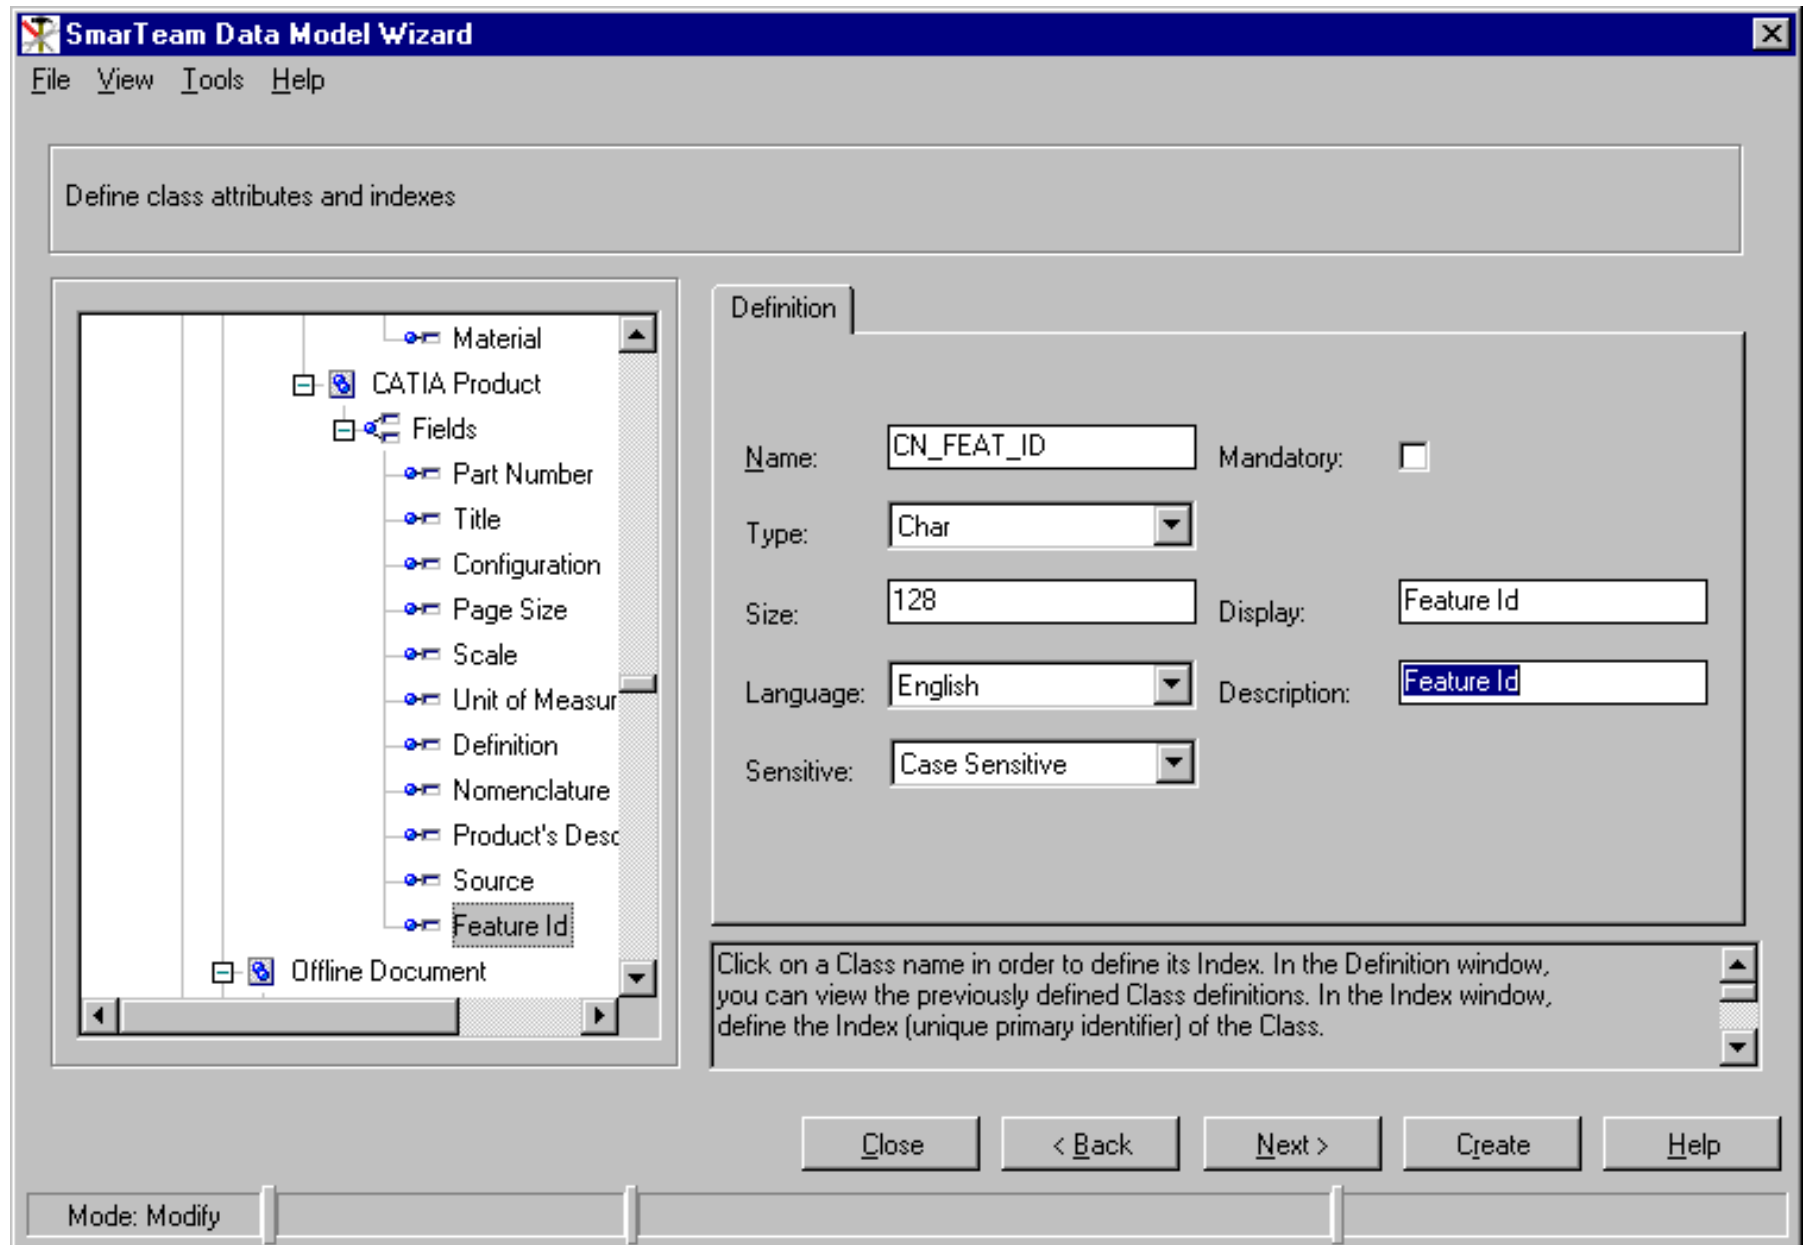 SmarTeam Data Model Wizard
File View Tools Help
Define class attributes and indexes
Material
CATIA Product
Fields
Part Number
Title
Configuration
Page Size
Scale
Unit of Measur
Definition
Nomenclature
Product's Desc
Source
Feature Id
Offline Document
Definition
Name: CN_FEAT_ID Mandatory:
Type: Char
Size: 128 Display: Feature Id
Language: English Description: Feature Id
Sensitive: Case Sensitive
Click on a Class name in order to define its Index. In the Definition window,
you can view the previously defined Class definitions. In the Index window,
define the Index (unique primary identifier) of the Class.
Close < Back Next > Create Help
Mode: Modify